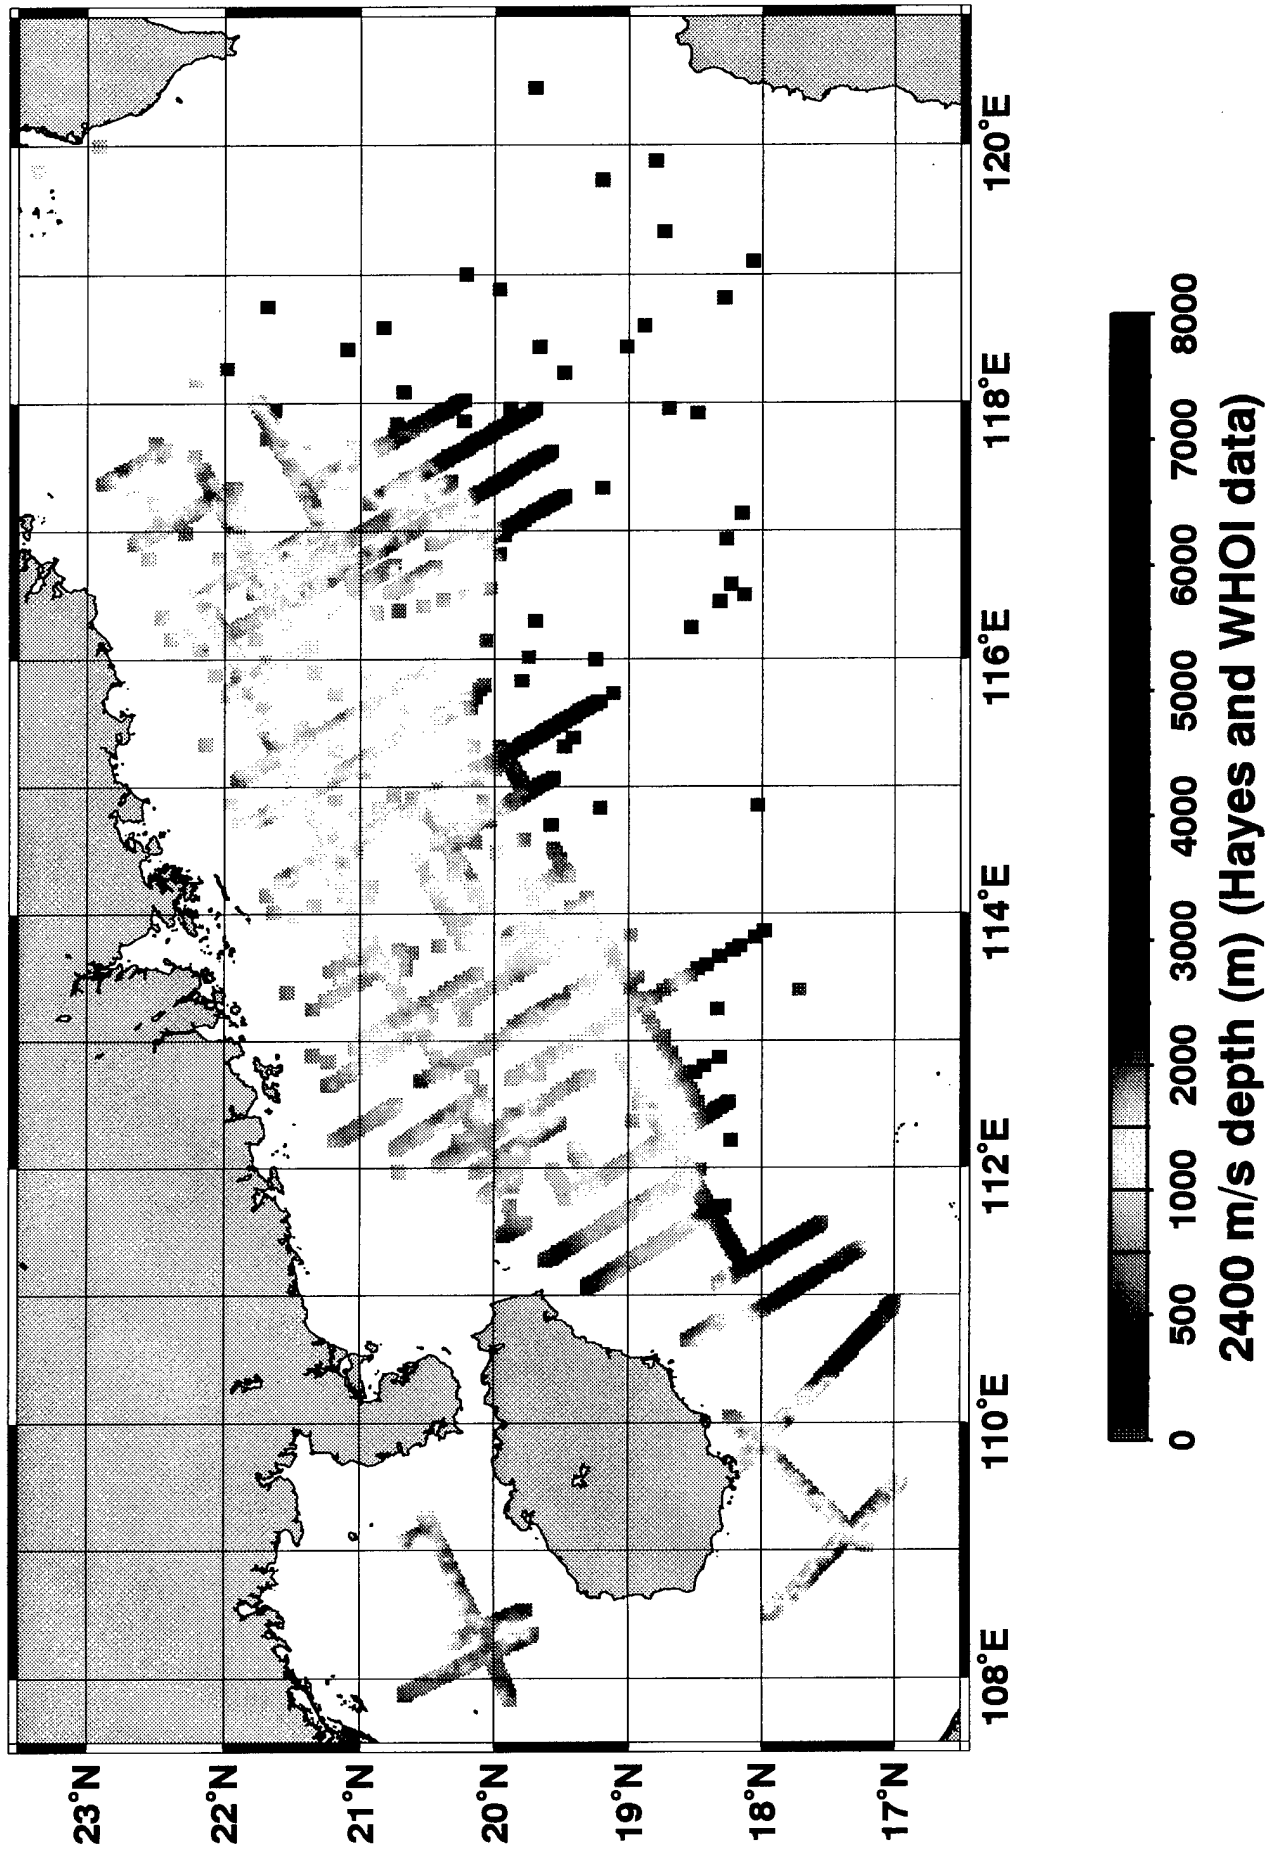 23°N
22°N
21°N
20°N
19°N
18°N
17°N
108°E
110°E
112°E
114°E
116°E
118°E
120°E
0
500
1000
2000
3000
4000
5000
6000
7000
8000
2400 m/s depth (m) (Hayes and WHOI data)